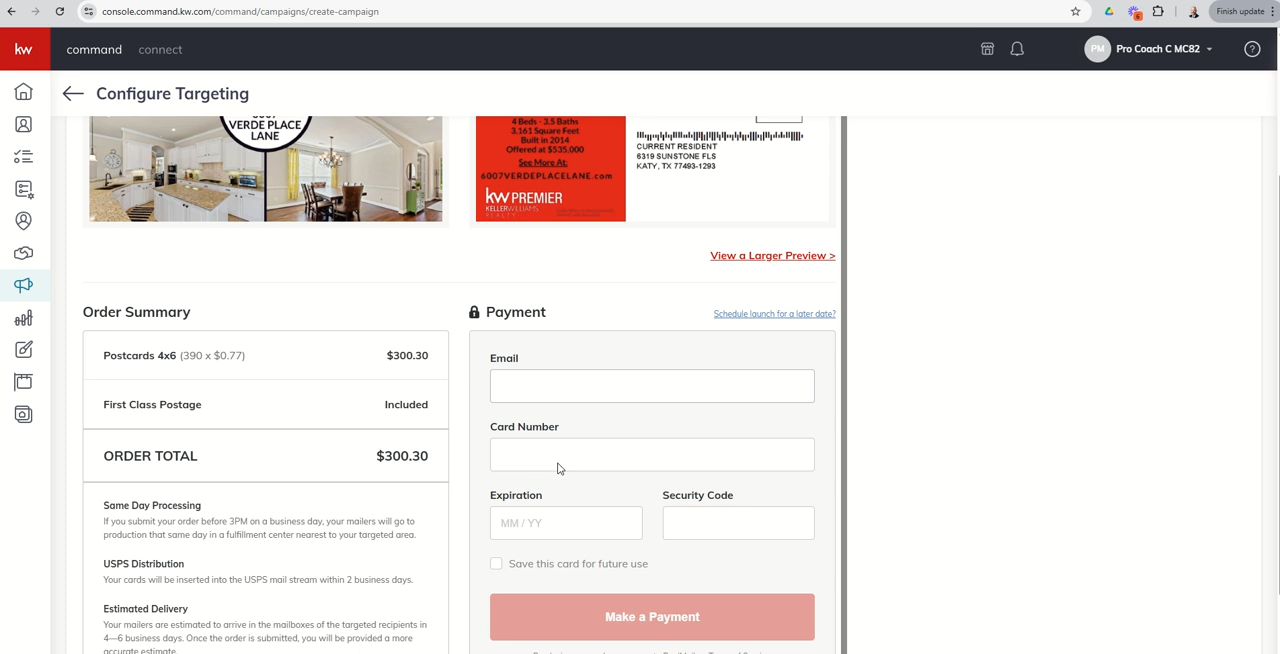 console.command.kw.com/command/campaigns/create-campaign
Finish update
6
kw
command
connect
PM
Pro Coach C MC82
?
Configure Targeting
VERDE PLACE
LANE
4 Beds - 3.5 Baths
3,161 Square Feet
Built in 2014
Offered at $535,000
See More At:
6007VERDEPLACELANE.com
kw PREMIER
KELLERWILLIAMS
REALTY
CURRENT RESIDENT
6319 SUNSTONE FLS
KATY, TX 77493-1293
View a Larger Preview >
Order Summary
Postcards 4x6 (390 x $0.77)
$300.30
First Class Postage
Included
ORDER TOTAL
$300.30
Same Day Processing
If you submit your order before 3PM on a business day, your mailers will go to
production that same day in a fulfillment center nearest to your targeted area.
USPS Distribution
Your cards will be inserted into the USPS mail stream within 2 business days.
Estimated Delivery
Your mailers are estimated to arrive in the mailboxes of the targeted recipients in
4—6 business days. Once the order is submitted, you will be provided a more
accurate estimate.
Payment
Schedule launch for a later date?
Email
Card Number
Expiration
Security Code
MM / YY
Save this card for future use
Make a Payment